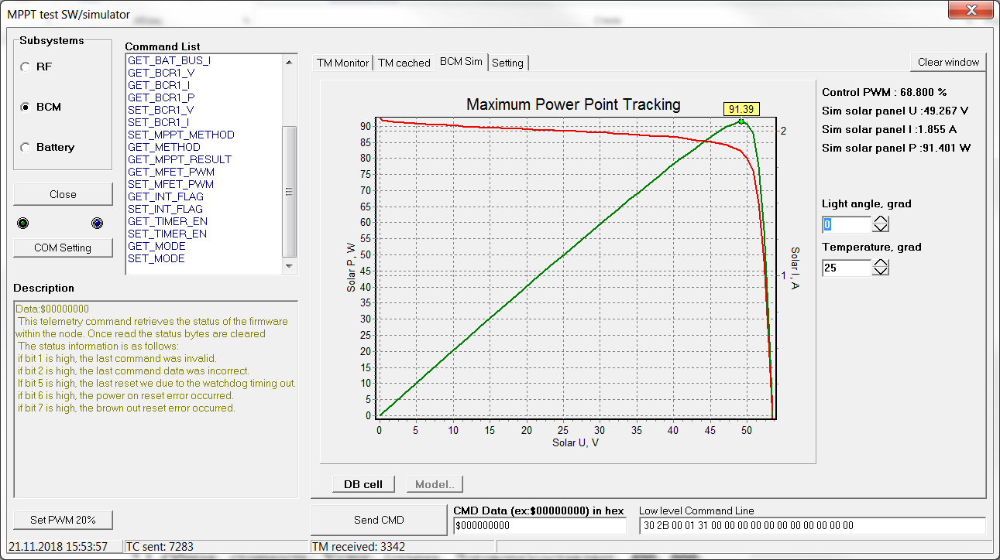 MPPT test SW/simulator
Subsystems
RF
BCM
Battery
Close
COM Setting
Command List
GET_BAT_BUS_I
GET_BCR1_V
GET_BCR1_I
GET_BCR1_P
SET_BCR1_V
SET_BCR1_I
SET_MPPT_METHOD
GET_METHOD
GET_MPPT_RESULT
GET_MFET_PWM
SET_MFET_PWM
GET_INT_FLAG
SET_INT_FLAG
GET_TIMER_EN
SET_TIMER_EN
GET_MODE
SET_MODE
Description
Data:$00000000
This telemetry command retrieves the status of the firmware
within the node. Once read the status bytes are cleared
The status information is as follows:
if bit 1 is high, the last command was invalid.
if bit 2 is high, the last command data was incorrect.
If bit 5 is high, the last reset we due to the watchdog timing out.
if bit 6 is high, the power on reset error occurred.
if bit 7 is high, the brown out reset error occurred.
Set PWM 20%
TM Monitor
TM cached
BCM Sim
Setting
Clear window
Maximum Power Point Tracking
91.39
90
85
80
75
70
65
60
55
50
45
40
35
30
25
20
15
10
5
0
Solar P, W
2
1
Solar I, A
0 5 10 15 20 25 30 35 40 45 50
Solar U, V
Control PWM : 68.800 %
Sim solar panel U :49.267 V
Sim solar panel I :1.855 A
Sim solar panel P :91.401 W
Light angle, grad
0
Temperature, grad
25
DB cell
Model..
Send CMD
CMD Data (ex:$00000000) in hex
$000000000
Low level Command Line
30 2B 00 01 31 00 00 00 00 00 00 00 00 00 00 00
21.11.2018 15:53:57
TC sent: 7283
TM received: 3342